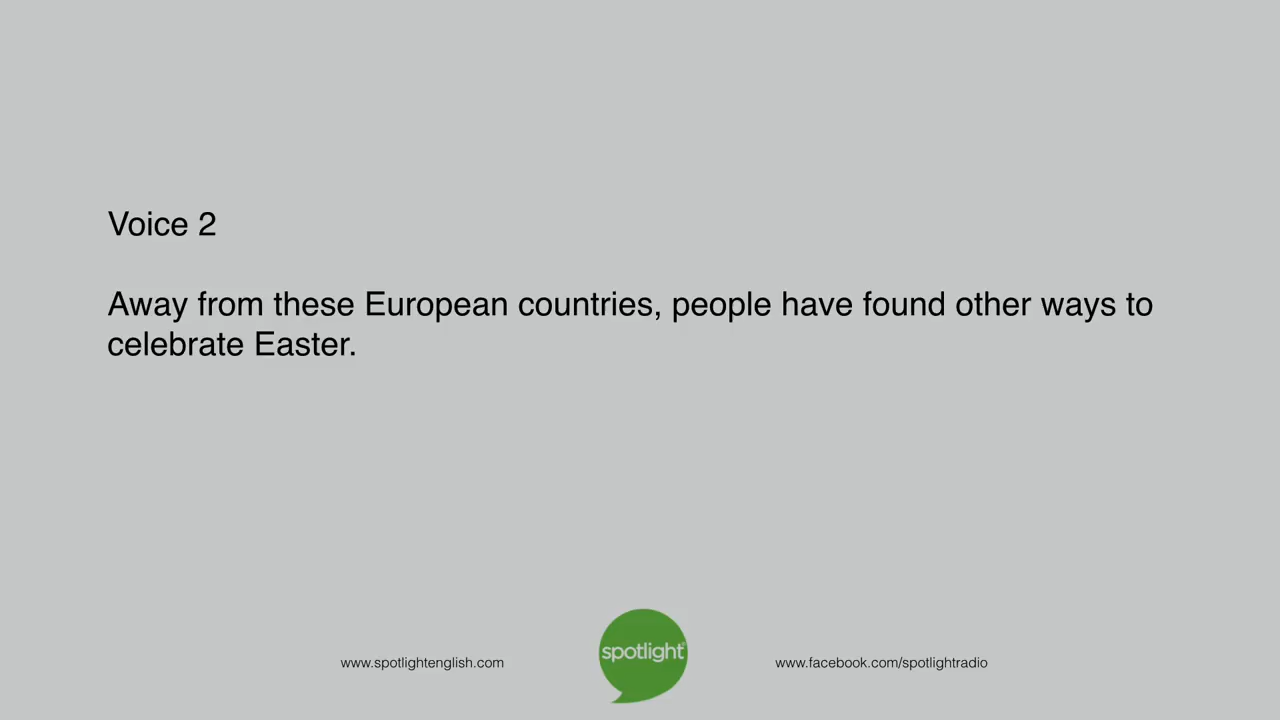 Voice 2
Away from these European countries, people have found other ways to
celebrate Easter.
www.spotlightenglish.com
spotlight®
www.facebook.com/spotlightradio